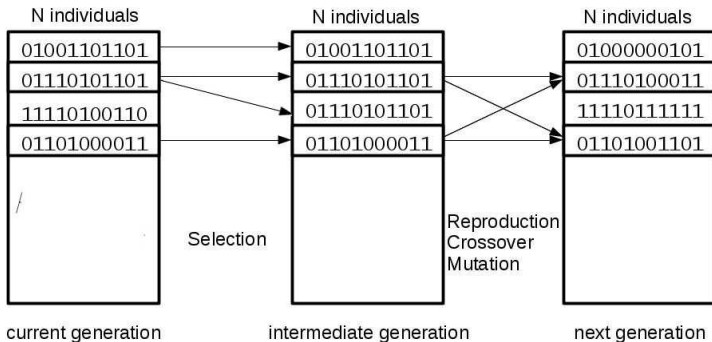 N individuals
01001101101
01110101101
11110100110
01101000011
current generation
Selection
N individuals
01001101101
01110101101
01110101101
01101000011
intermediate generation
Reproduction
Crossover
Mutation
N individuals
01000000101
01110100011
11110111111
01101001101
next generation